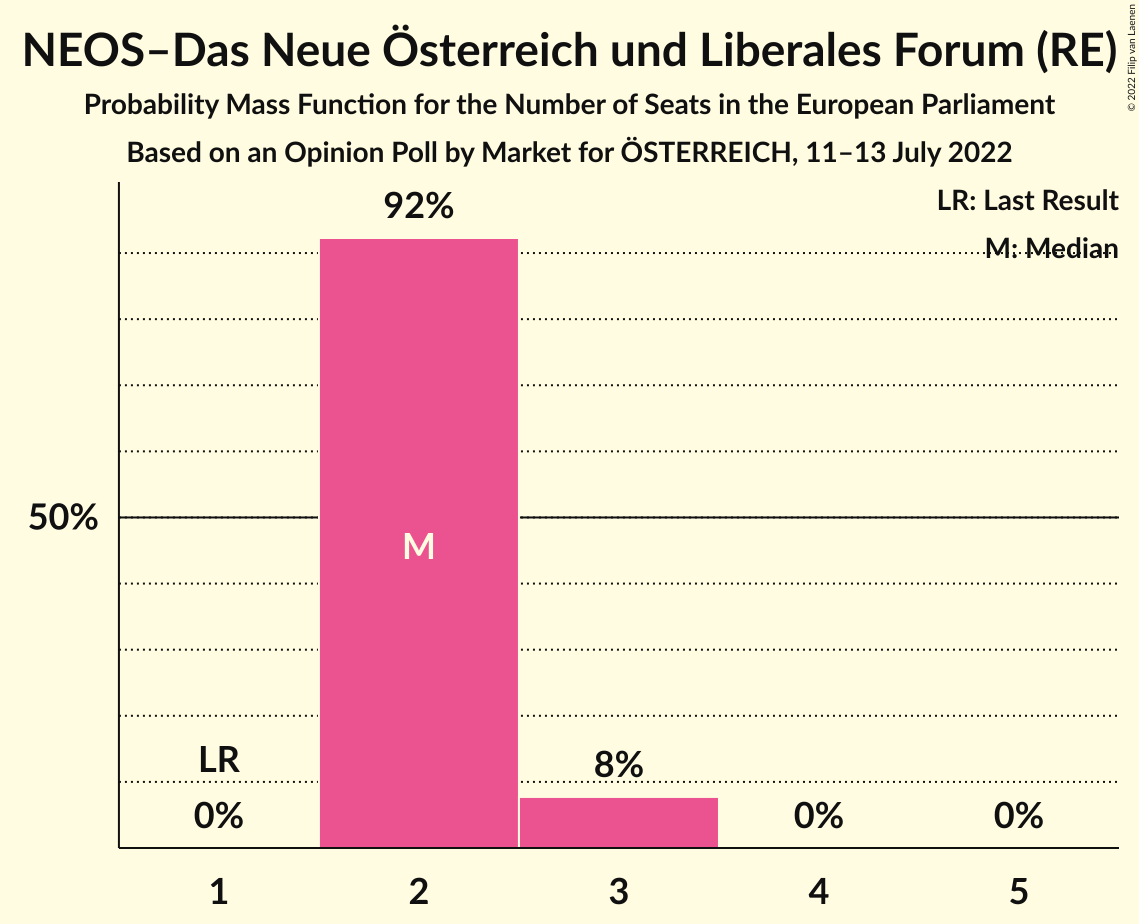 NEOS–Das Neue Österreich und Liberales Forum (RE)
Probability Mass Function for the Number of Seats in the European Parliament
Based on an Opinion Poll by Market for ÖSTERREICH, 11–13 July 2022
© 2022 Filip van Laenen
LR: Last Result
M: Median
92%
50%
M
LR
8%
0%
0%
0%
1
2
3
4
5